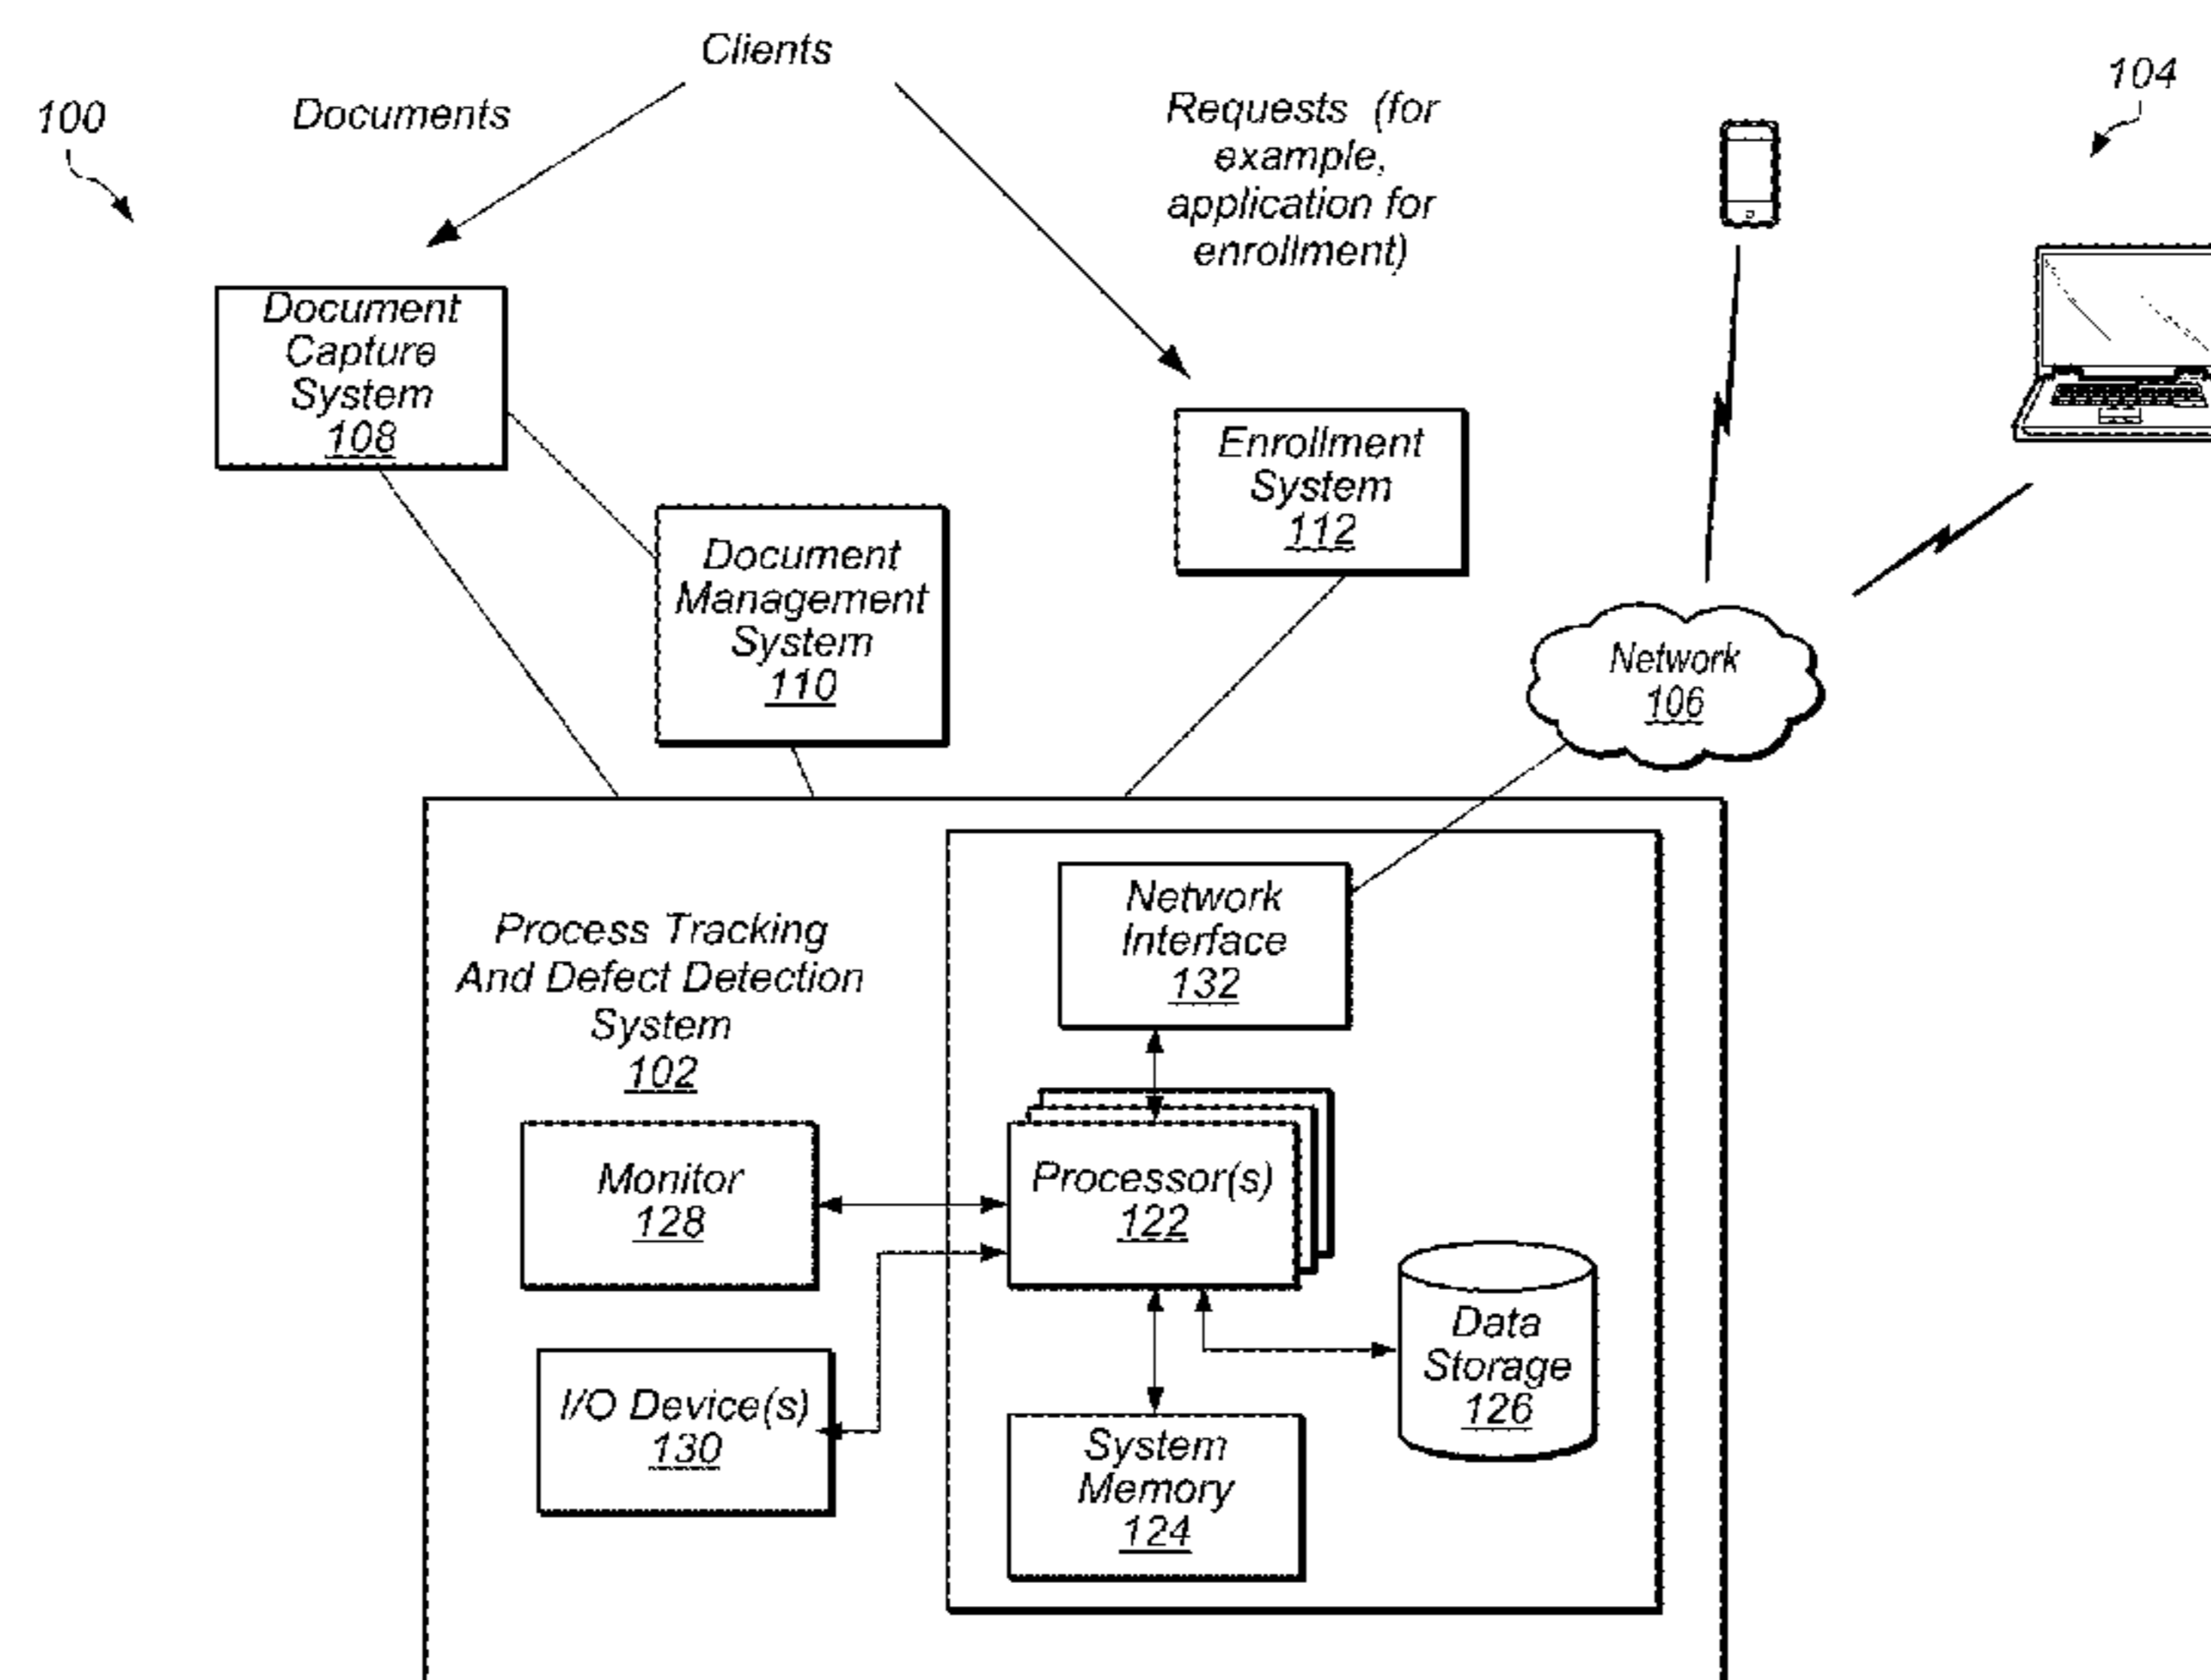 Clients
100
Documents
Requests (for
example,
application for
enrollment)
104
Document
Capture
System
108
Enrollment
System
112
Document
Management
System
110
Network
106
Process Tracking
And Defect Detection
System
102
Network
Interface
132
Monitor
128
Processor(s)
122
I/O Device(s)
130
Data
Storage
126
System
Memory
124